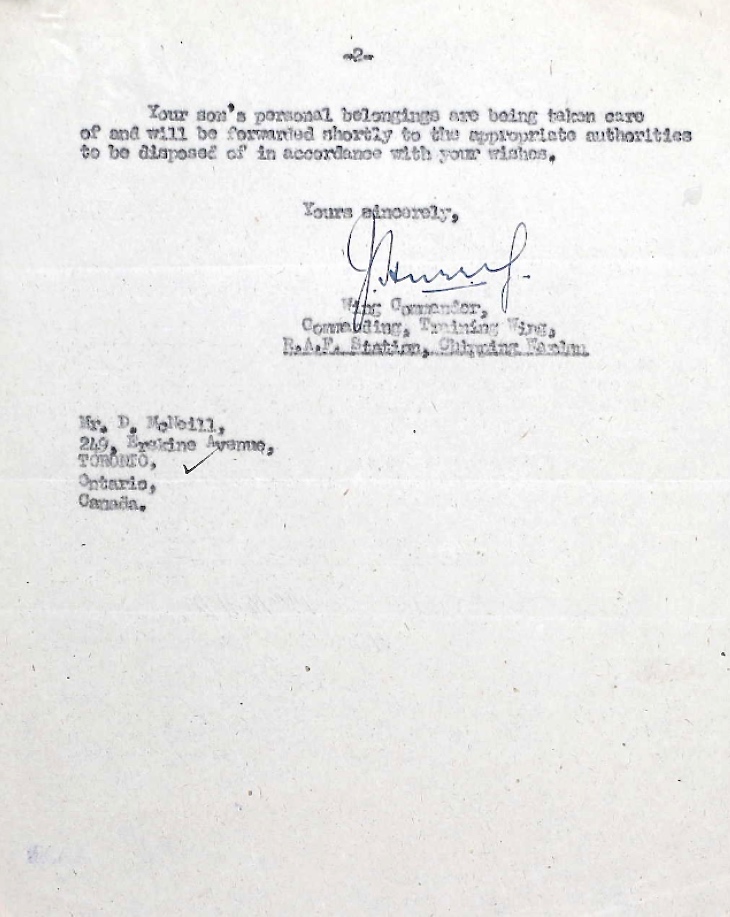 -2-
Your son's personal belongings are being taken care
of and will be forwarded shortly to the appropriate authorities
to be disposed of in accordance with your wishes.
Yours sincerely,
Wing Commander,
Commanding, Training Wing,
R.A.F. Station, Chipping Warden
Mr. D. McNeill,
249, Erskine Avenue,
TORONTO,
Ontario,
Canada.